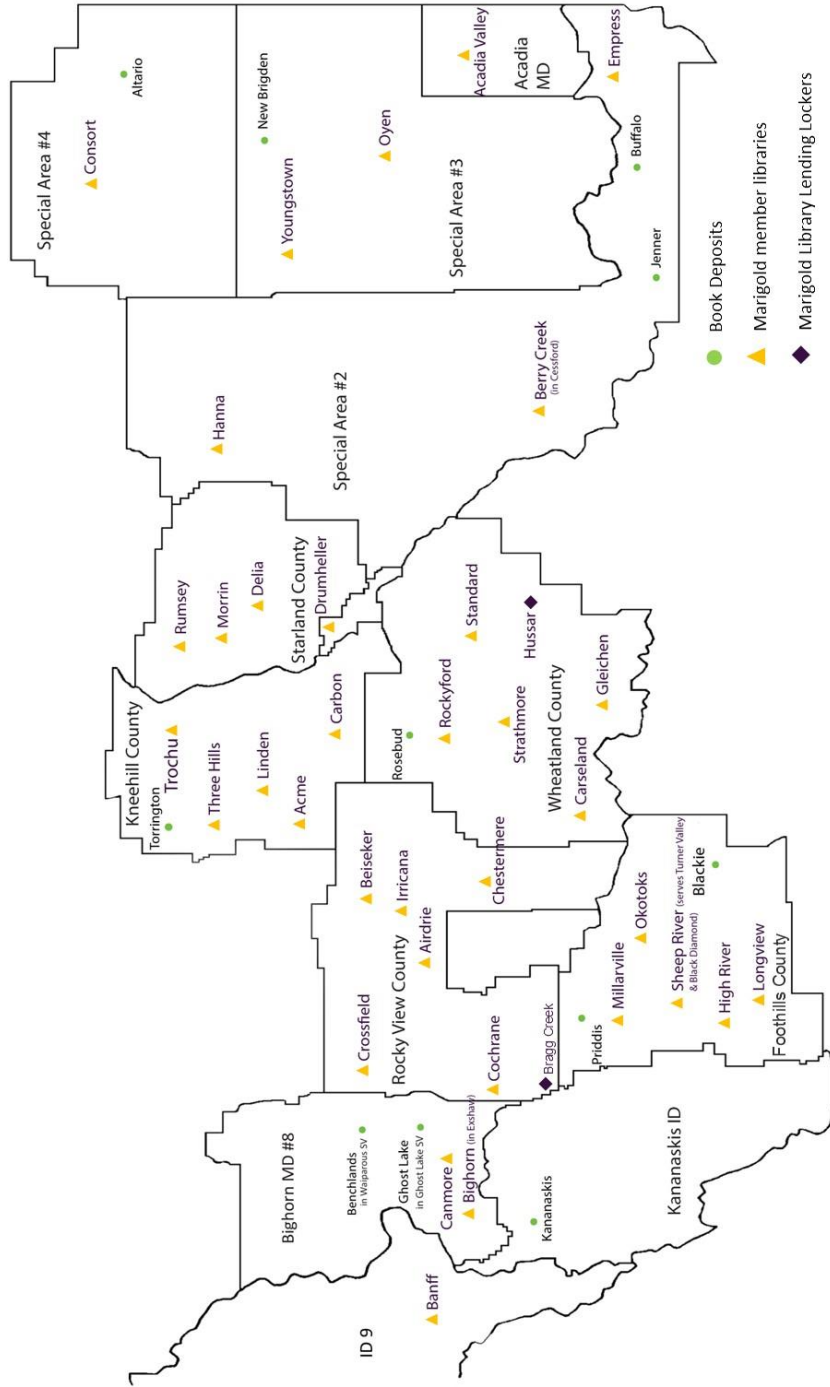 ID 9
Banff
Bighorn MD #8
Benchlands
in Waiparous SV
Ghost Lake
in Ghost Lake SV
Canmore
Bighorn (in Exshaw)
Kananaskis
Kananaskis ID
Crossfield
Rocky View County
Cochrane
Bragg Creek
Beiseker
Irricana
Airdrie
Chestermere
Priddis
Millarville
Okotoks
Sheep River (serves Turner Valley
& Black Diamond)
Blackie
High River
Longview
Foothills County
Kneehill County
Torrington
Trochu
Three Hills
Linden
Acme
Carbon
Rumsey
Morrin
Delia
Starland County
Drumheller
Rosebud
Rockyford
Standard
Strathmore
Hussar
Wheatland County
Carseland
Gleichen
Hanna
Special Area #2
Berry Creek
(in Cessford)
Special Area #4
Consort
Altario
New Brigden
Youngstown
Oyen
Special Area #3
Acadia Valley
Acadia
MD
Empress
Buffalo
Jenner
Book Deposits
Marigold member libraries
Marigold Library Lending Lockers